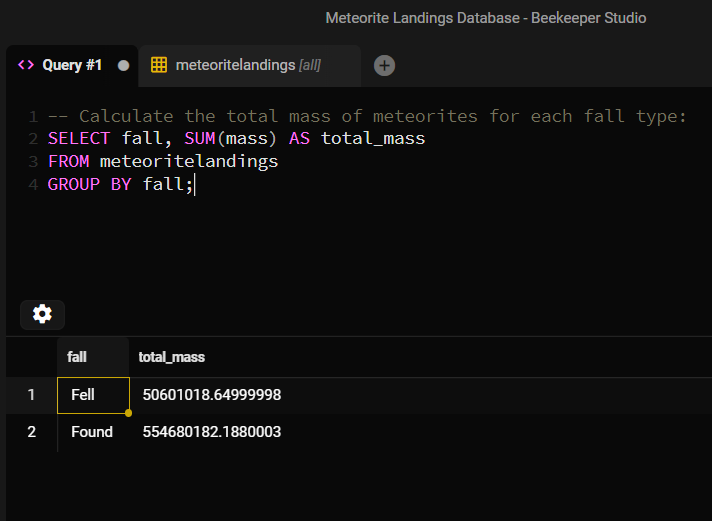 Meteorite Landings Database - Beekeeper Studio
<> Query #1 meteoritelandings [all]
1 -- Calculate the total mass of meteorites for each fall type:
2 SELECT fall, SUM(mass) AS total_mass
3 FROM meteoritelandings
4 GROUP BY fall;
fall total_mass
1 Fell 50601018.64999998
2 Found 554680182.1880003